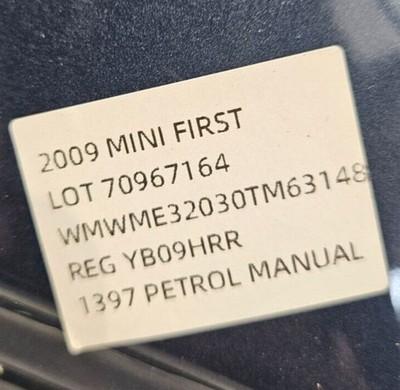 2009 MINI FIRST
LOT 70967164
WMWME32030TM63148
REG YB09HRR
1397 PETROL MANUAL